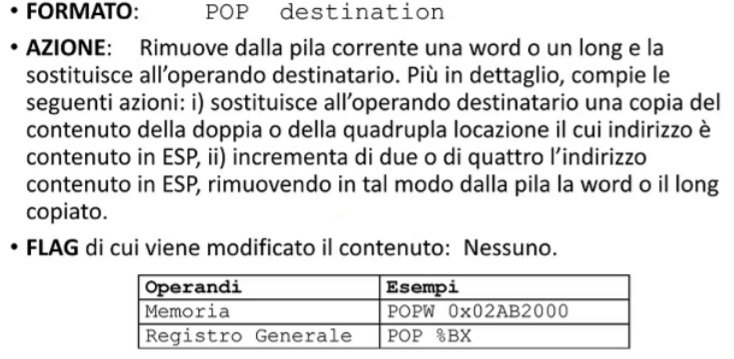 • FORMATO: POP destination
• AZIONE: Rimuove dalla pila corrente una word o un long e la
sostituisce all’operando destinatario. Più in dettaglio, compie le
seguenti azioni: i) sostituisce all’operando destinatario una copia del
contenuto della doppia o della quadrupla locazione il cui indirizzo è
contenuto in ESP, ii) incrementa di due o di quattro l’indirizzo
contenuto in ESP, rimuovendo in tal modo dalla pila la word o il long
copiato.
• FLAG di cui viene modificato il contenuto: Nessuno.
Operandi Esempi
Memoria POPW 0x02AB2000
Registro Generale POP %BX